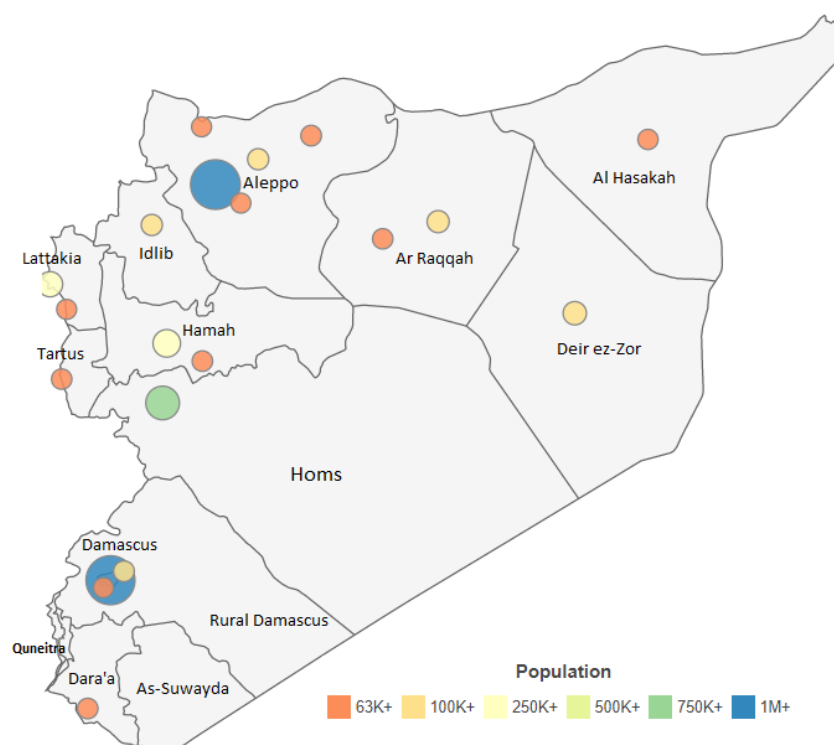 Aleppo
Al Hasakah
Idlib
Ar Raqqah
Lattakia
Hamah
Tartus
Deir ez-Zor
Homs
Damascus
Rural Damascus
Quneitra
Dara'a
As-Suwayda
Population
63K+ 100K+ 250K+ 500K+ 750K+ 1M+